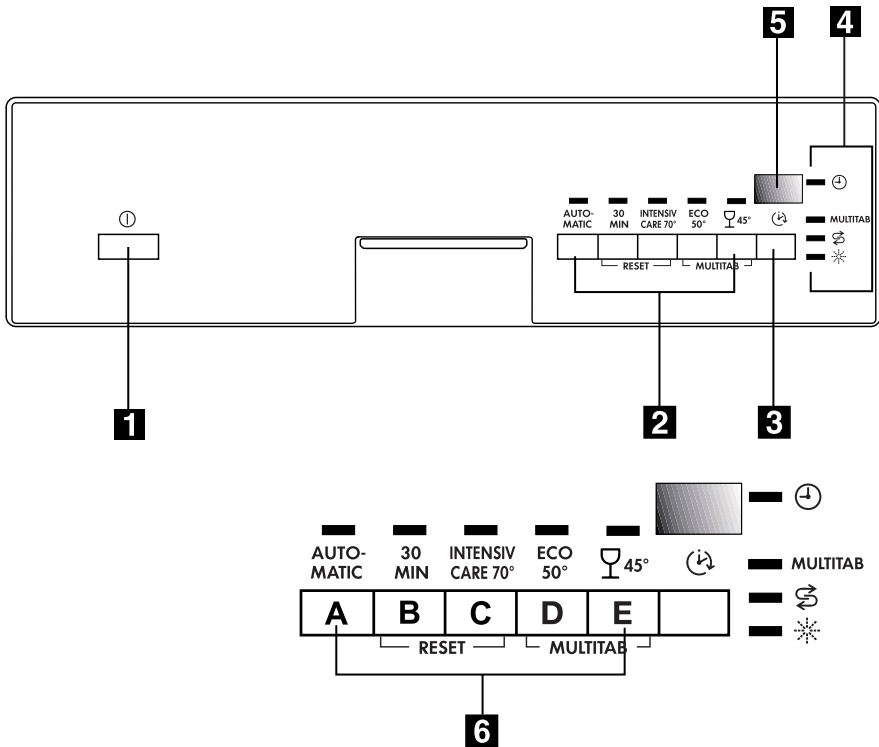 5
4
AUTO-
MATIC
30
MIN
INTENSIV
CARE 70°
ECO
50°
45°
MULTITAB
RESET
MULTITAB
1
2
3
AUTO-
MATIC
30
MIN
INTENSIV
CARE 70°
ECO
50°
45°
MULTITAB
A
B
C
D
E
RESET
MULTITAB
6